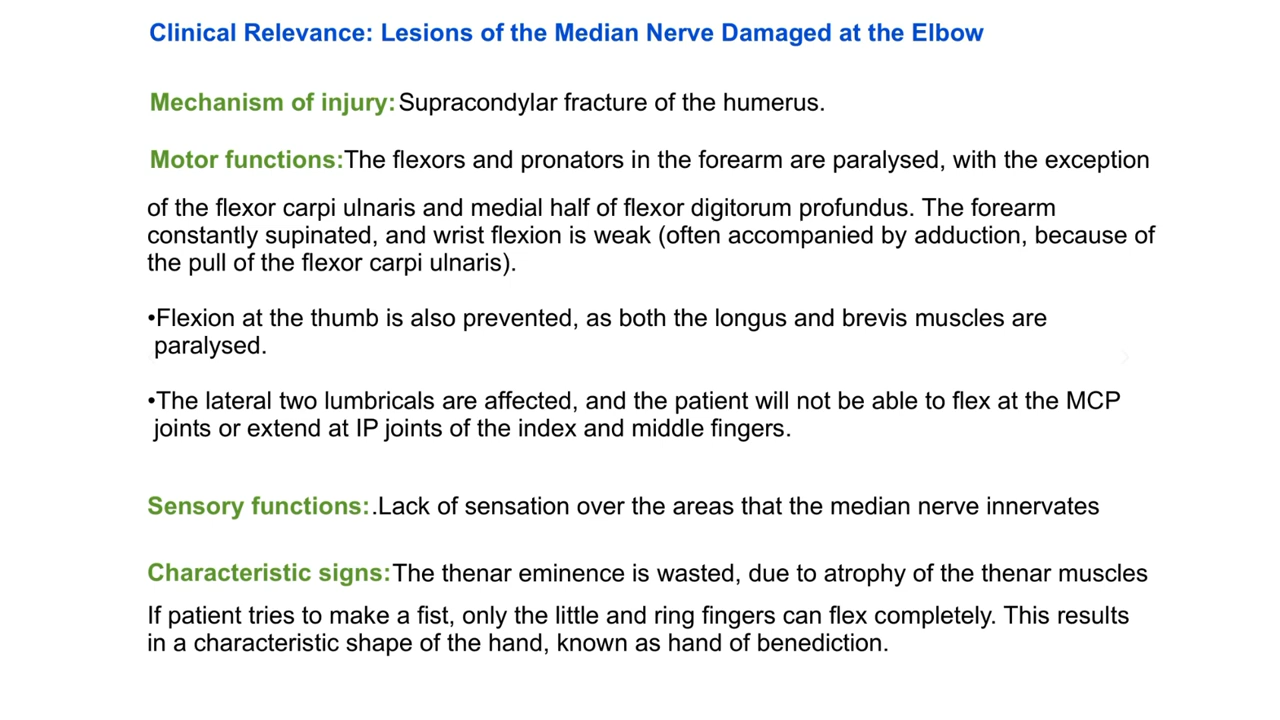 Clinical Relevance: Lesions of the Median Nerve Damaged at the Elbow
Mechanism of injury: Supracondylar fracture of the humerus.
Motor functions:The flexors and pronators in the forearm are paralysed, with the exception
of the flexor carpi ulnaris and medial half of flexor digitorum profundus. The forearm
constantly supinated, and wrist flexion is weak (often accompanied by adduction, because of
the pull of the flexor carpi ulnaris).
•Flexion at the thumb is also prevented, as both the longus and brevis muscles are
paralysed.
•The lateral two lumbricals are affected, and the patient will not be able to flex at the MCP
joints or extend at IP joints of the index and middle fingers.
Sensory functions:.Lack of sensation over the areas that the median nerve innervates
Characteristic signs:The thenar eminence is wasted, due to atrophy of the thenar muscles
If patient tries to make a fist, only the little and ring fingers can flex completely. This results
in a characteristic shape of the hand, known as hand of benediction.